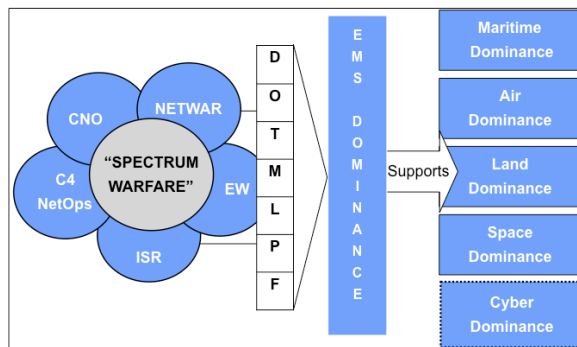 CNO
NETWAR
"SPECTRUM
WARFARE"
C4
NetOps
EW
ISR
D
O
T
M
L
P
F
E
M
S
D
O
M
I
N
A
N
C
E
Supports
Maritime
Dominance
Air
Dominance
Land
Dominance
Space
Dominance
Cyber
Dominance